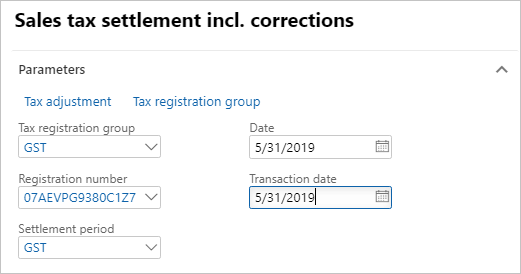 Sales tax settlement incl. corrections
Parameters
Tax adjustment Tax registration group
Tax registration group Date
GST 5/31/2019
Registration number Transaction date
07AEVPG9380C1Z7 5/31/2019
Settlement period
GST